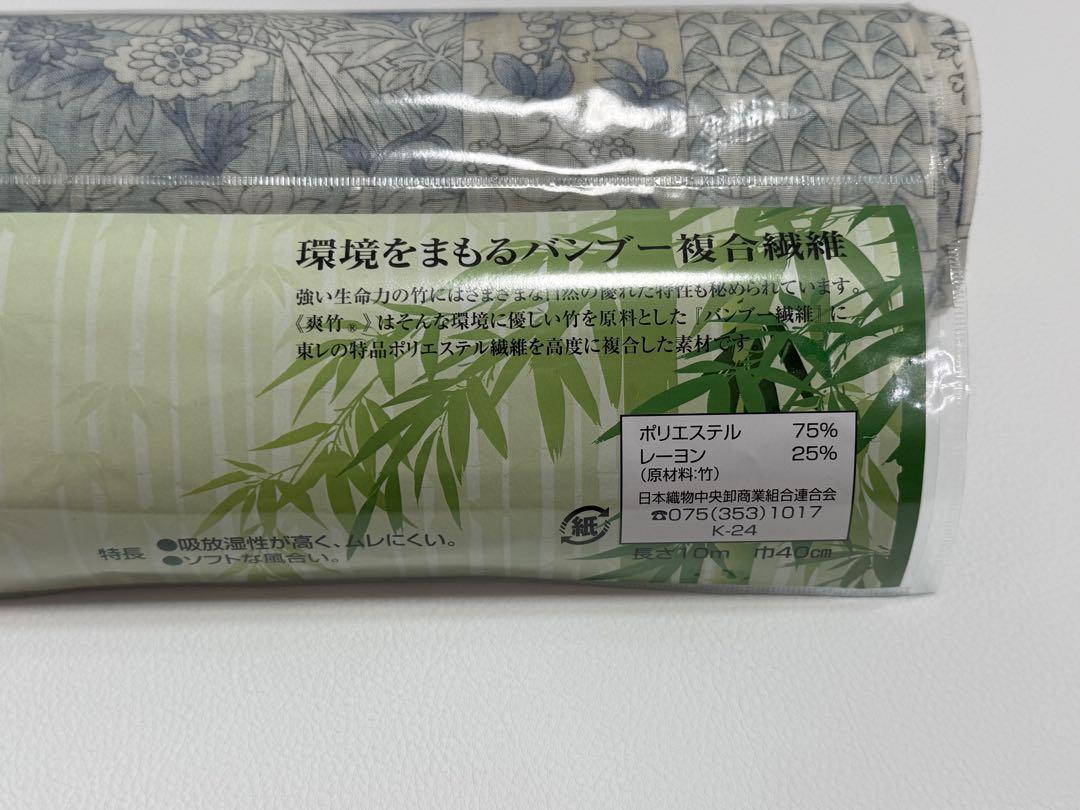 環境をまもるバンブー複合繊維
強い生命力の竹にはさまざまな自然の優れた特性も秘められています。
《爽竹®》はそんな環境に優しい竹を原料とした『バンブー繊維』に
東レの特品ポリエステル繊維を高度に複合した素材です。
ポリエステル 75%
レーヨン 25%
(原材料:竹)
日本織物中央卸商業組合連合会
☎075(353)1017
K-24
紙
長さ10m 巾40cm
特長 ●吸放湿性が高く、ムレにくい。
●ソフトな風合い。